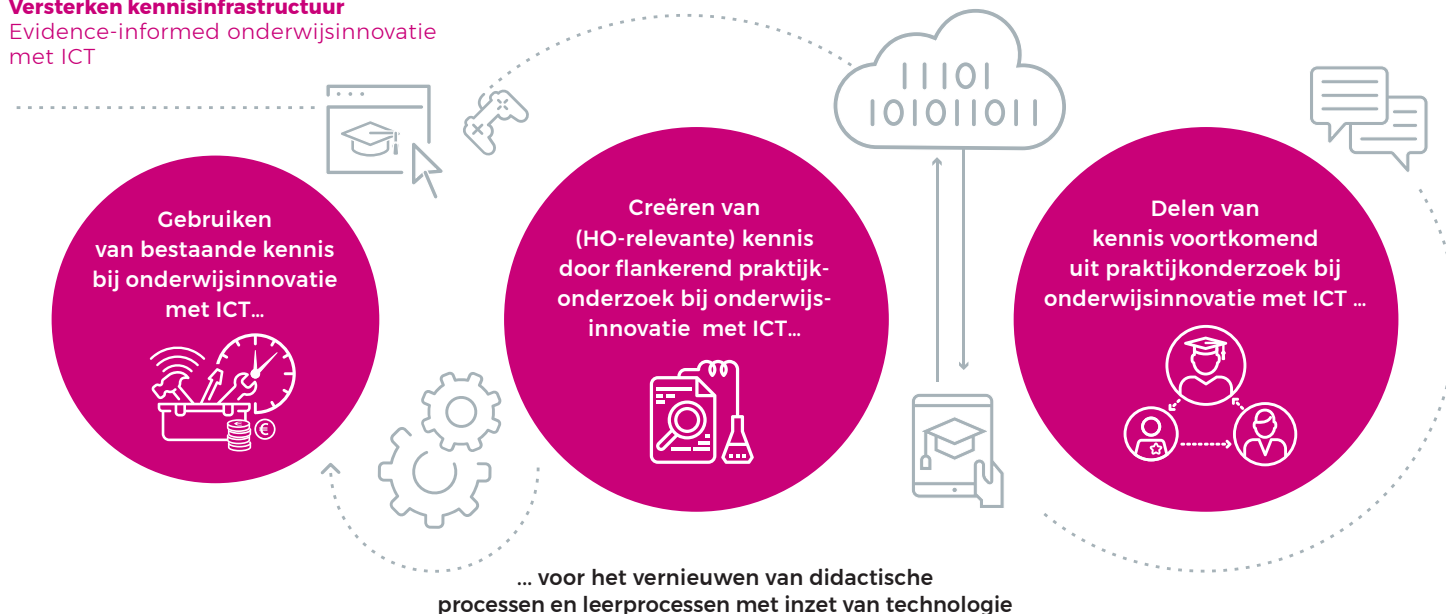 Versterken kennisinfrastructuur
Evidence-informed onderwijsinnovatie
met ICT
11101
101011011
Gebruiken
van bestaande kennis
bij onderwijsinnovatie
met ICT...
Creëren van
(HO-relevante) kennis
door flankerend praktijk-
onderzoek bij onderwijs-
innovatie met ICT...
Delen van
kennis voortkomend
uit praktijkonderzoek bij
onderwijsinnovatie met ICT ...
€
... voor het vernieuwen van didactische
processen en leerprocessen met inzet van technologie